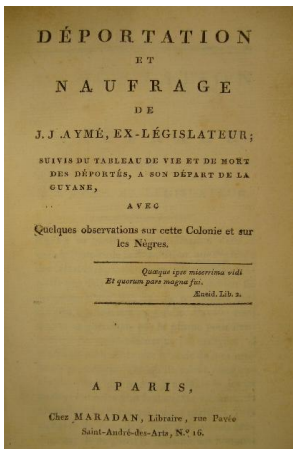 DÉPORTATION
ET
NAUFRAGE
DE
J. J. AYMÉ, EX-LÉGISLATEUR;
SUIVIS DU TABLEAU DE VIE ET DE MORT
DES DÉPORTÉS, A SON DÉPART DE LA
GUYANE,
AVEC
Quelques observations sur cette Colonie et sur
les Nègres.
Quæque ipse miserrima vidi
Et quorum pars magna fui.
Æneid. Lib. 2.
A PARIS,
Chez MARADAN, Libraire, rue Pavée
Saint-André-des-Arts, N.º 16.